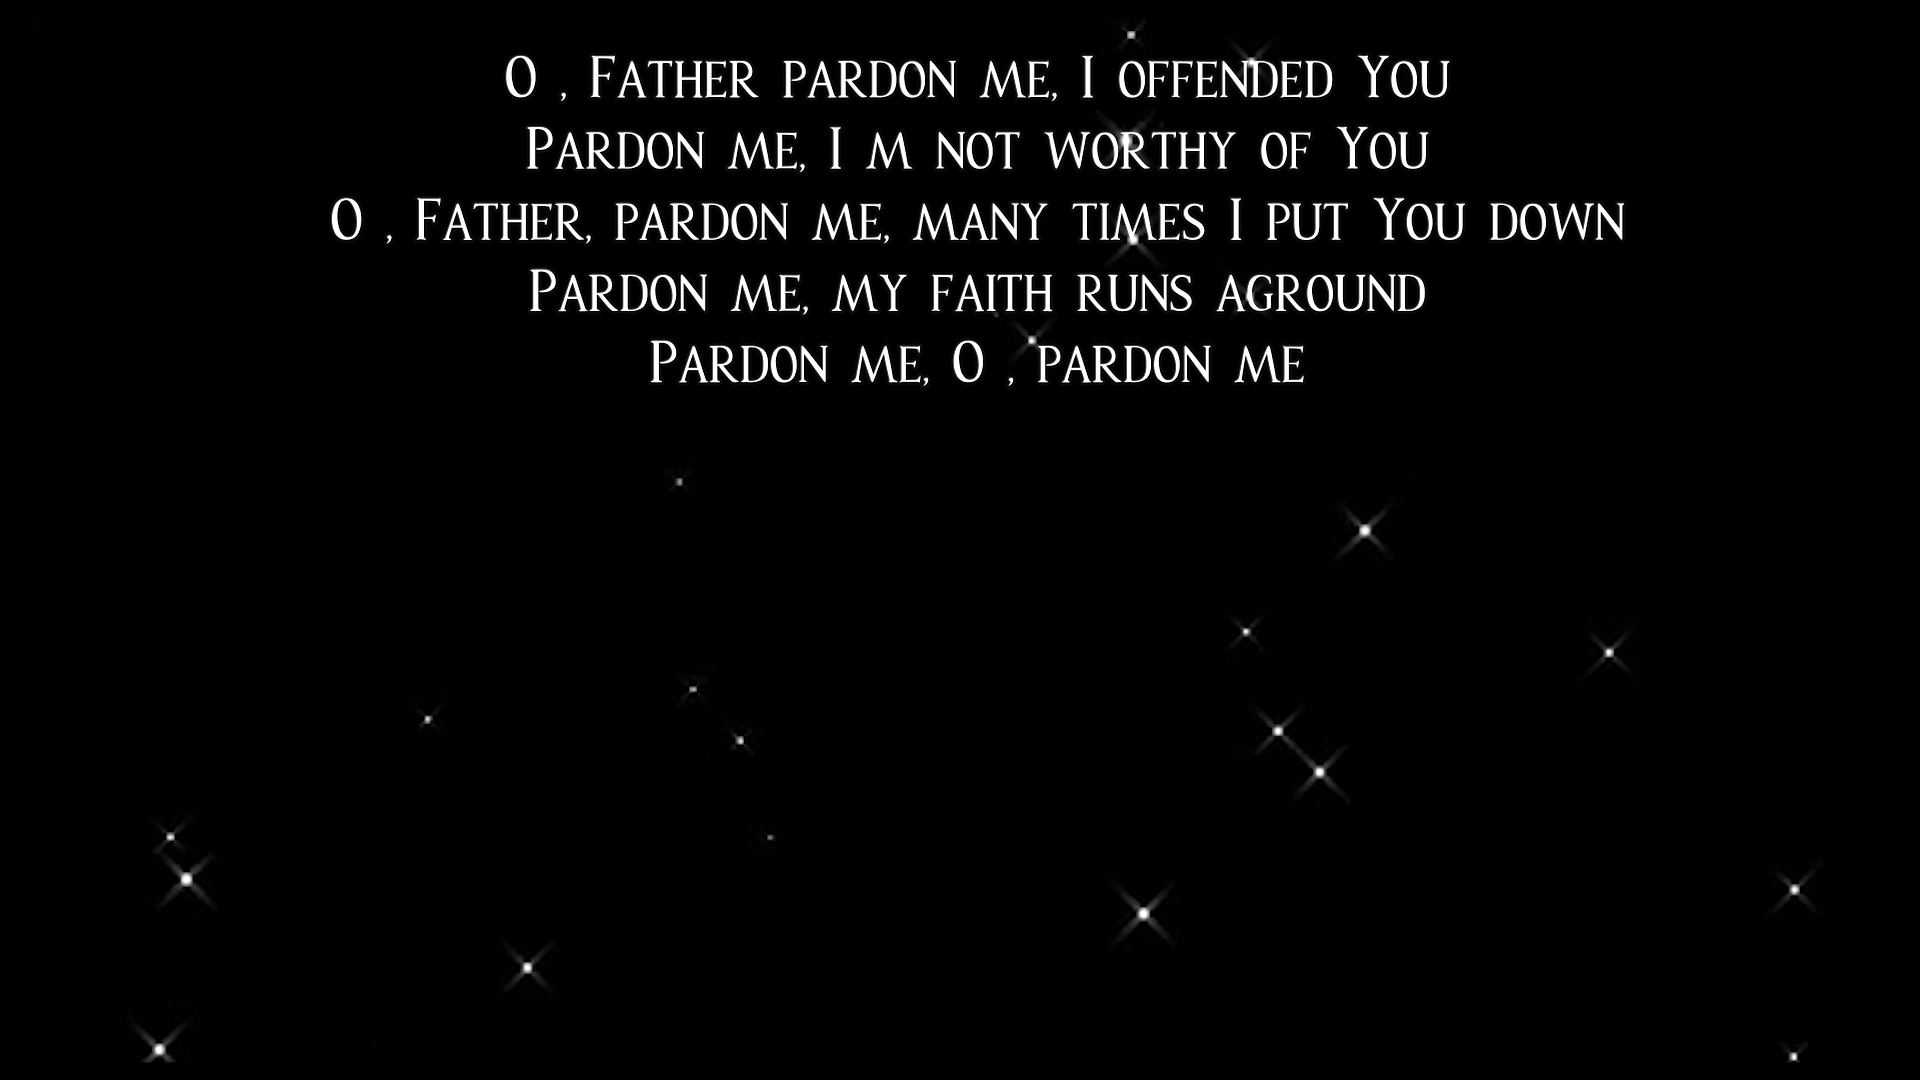 O , Father pardon me, I offended You
Pardon me, I m not worthy of You
O , Father, pardon me, many times I put You down
Pardon me, my faith runs aground
Pardon me, O , pardon me